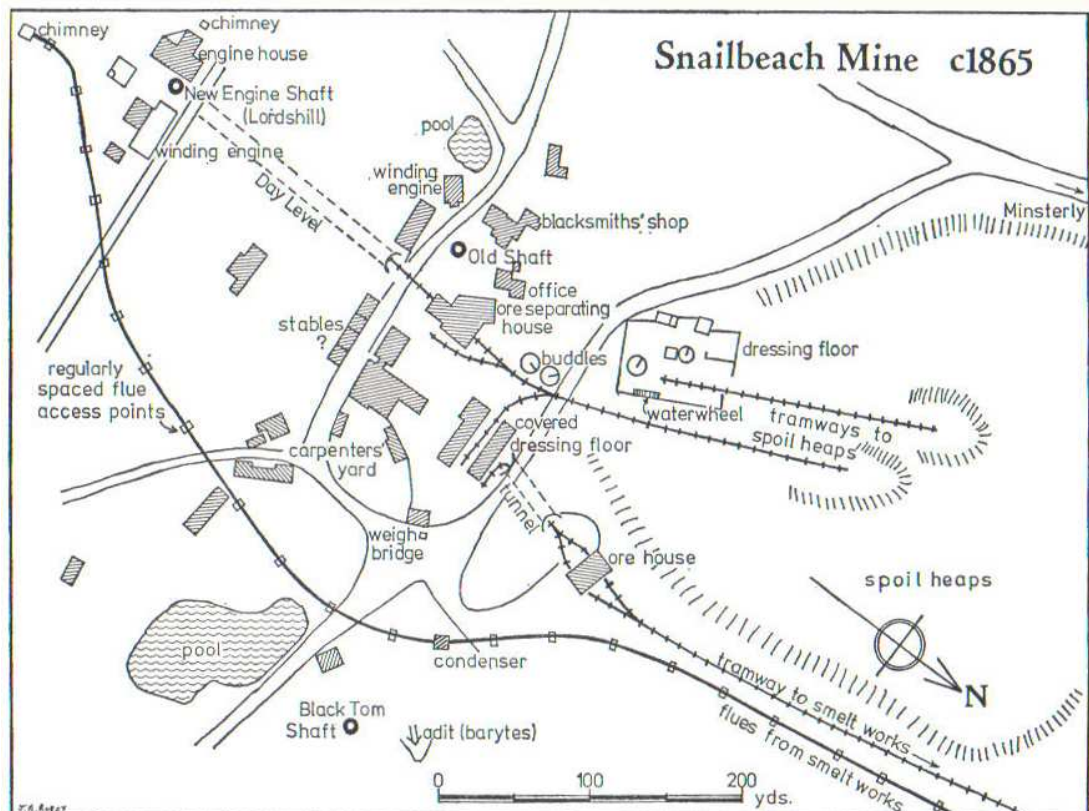 Snailbeach Mine c1865
chimney
chimney
engine house
New Engine Shaft
(Lordshill)
winding engine
Day Level
pool
winding
engine
blacksmiths' shop
Old Shaft
office
ore separating
house
stables
?
buddles
dressing floor
waterwheel
Minsterly
tramways to
spoil heaps
regularly
spaced flue
access points
carpenters'
yard
covered
dressing floor
tunnel
weigh
bridge
ore house
spoil heaps
N
pool
condenser
tramway to smelt works
flues from smelt works
Black Tom
Shaft
adit (barytes)
0 100 200
yds.